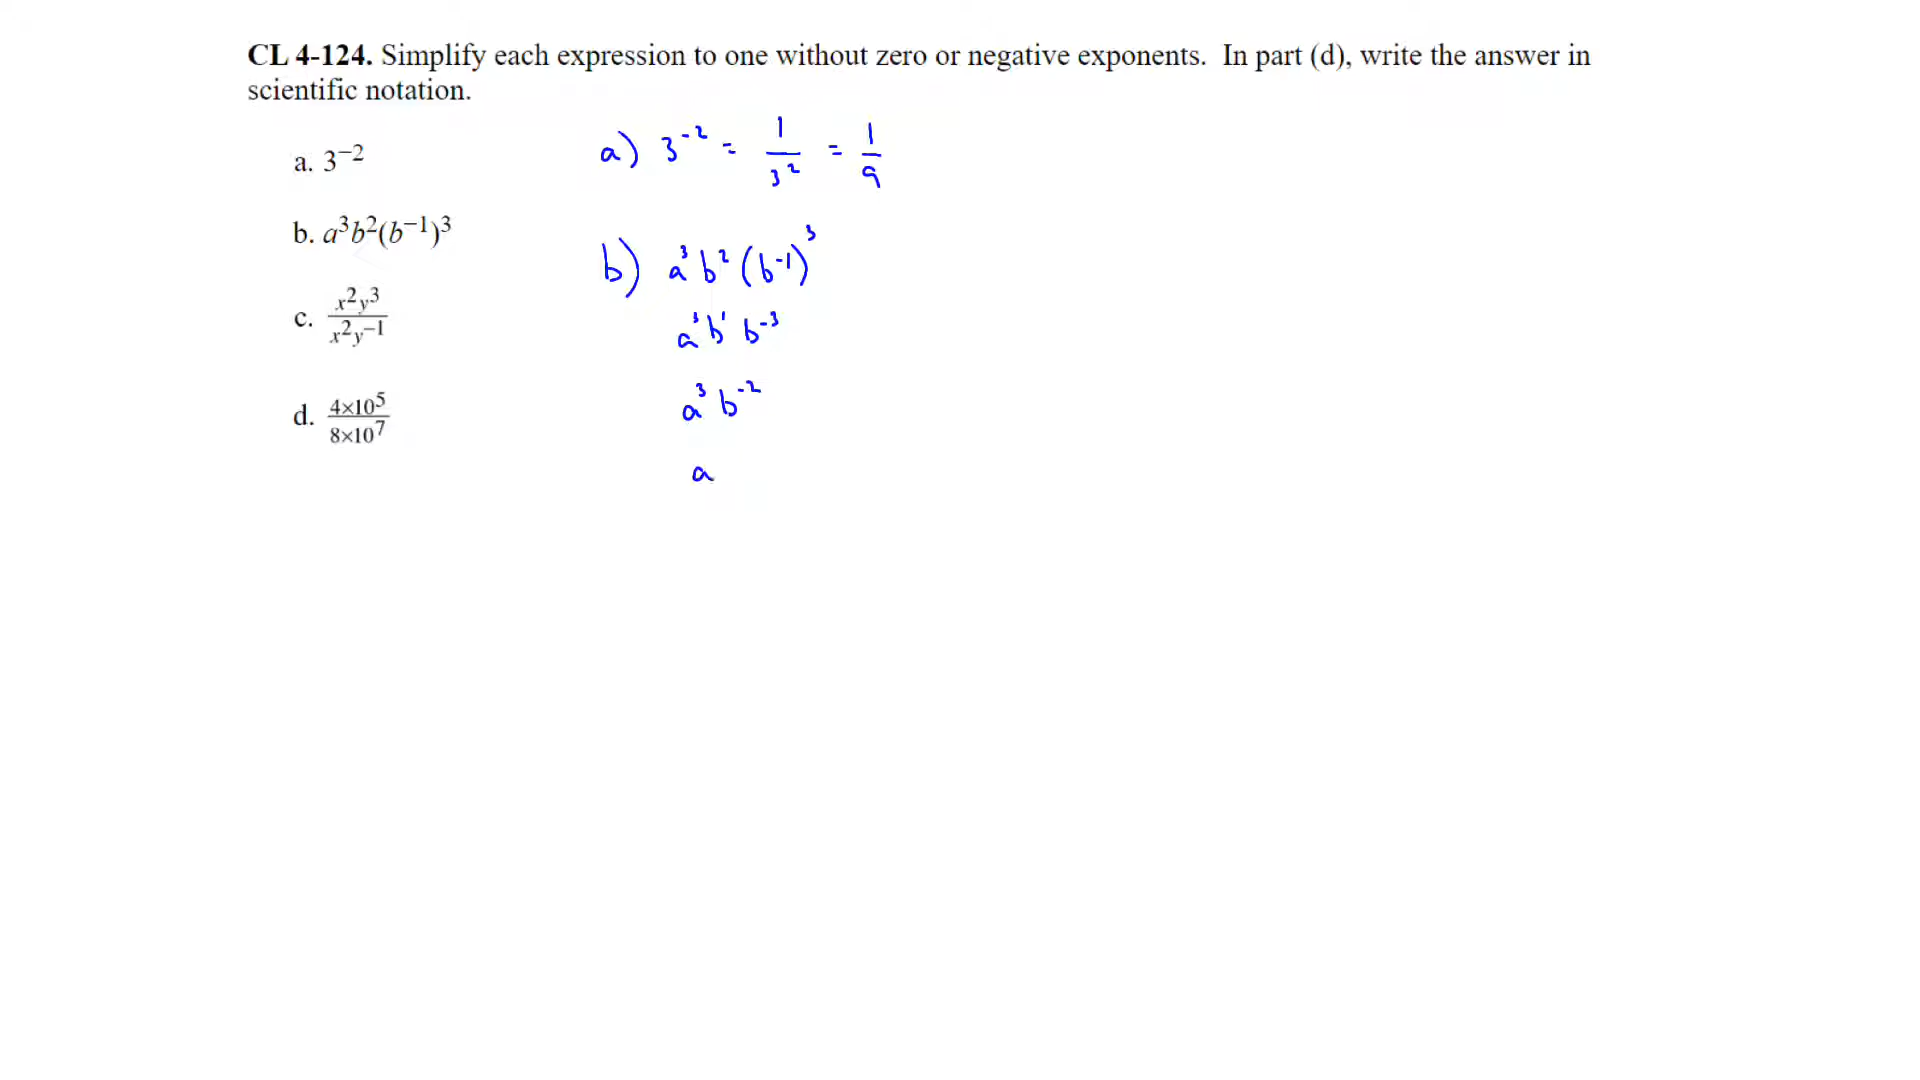 CL 4-124. Simplify each expression to one without zero or negative exponents. In part (d), write the answer in
scientific notation.
a. 3⁻²
b. a³b²(b⁻¹)³
c. x²y³/x²y⁻¹
d. 4×10⁵/8×10⁷
a) 3⁻² = 1/3² = 1/9
b) a³b²(b⁻¹)³
a³b¹b⁻³
a³b⁻²
a